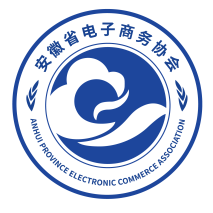 安徽省电子商务协会
ANHUI PROVINCE ELECTRONIC COMMERCE ASSOCIATION